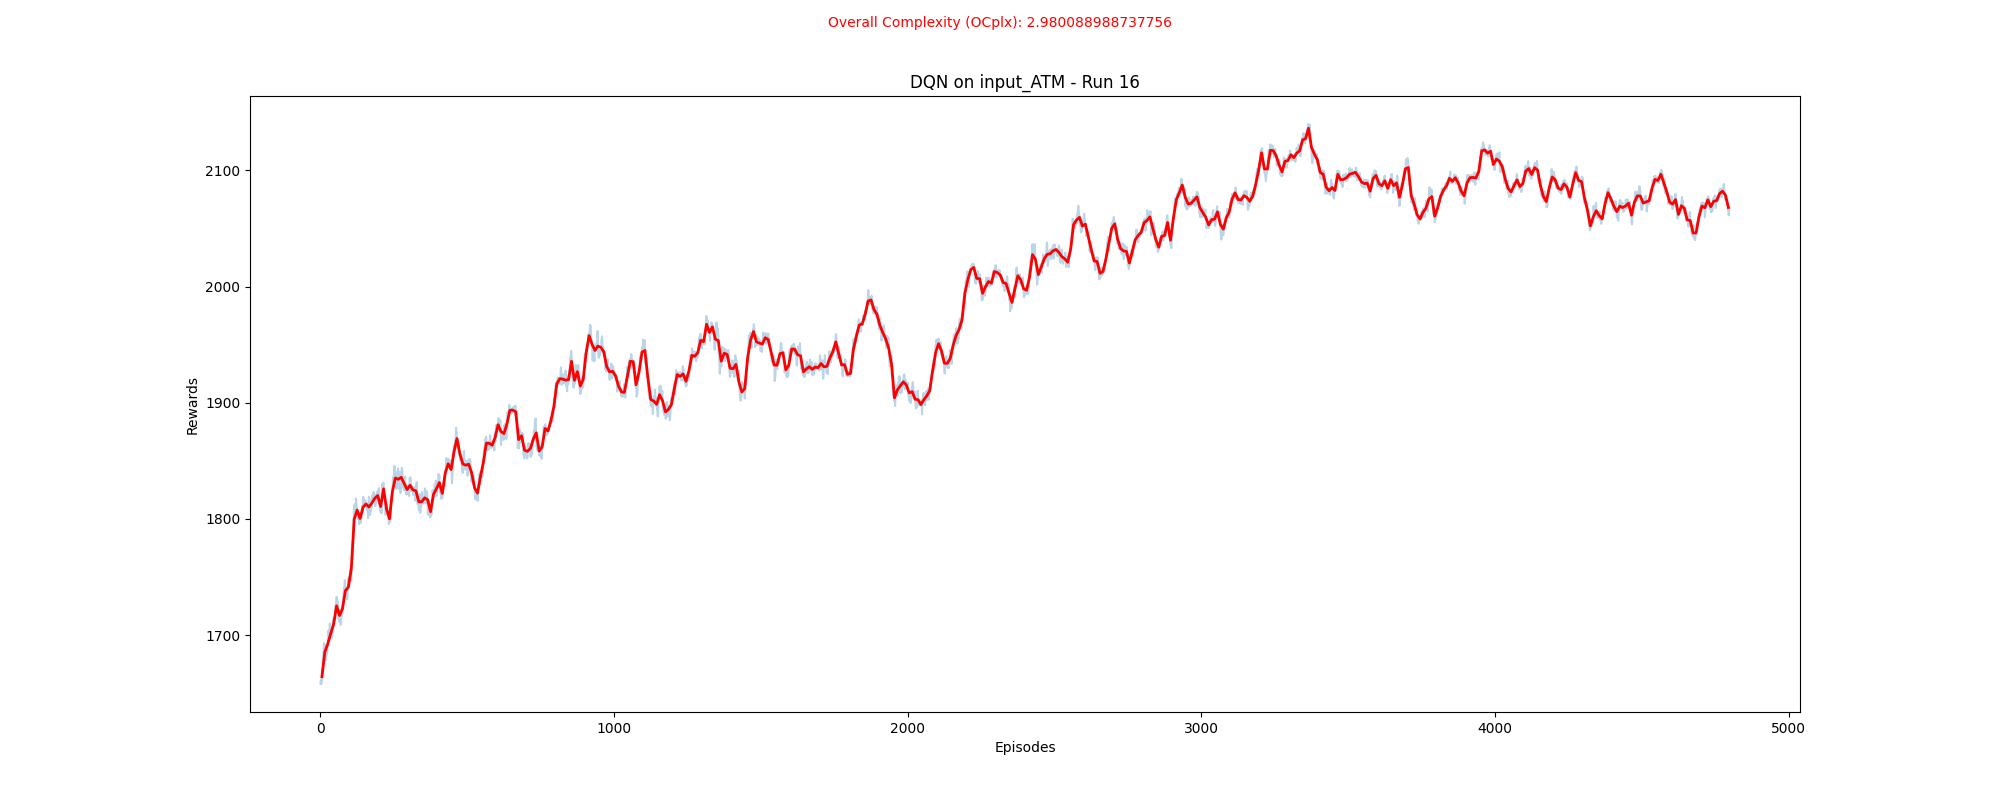 Overall Complexity (OCplx): 2.980088988737756
DQN on input_ATM - Run 16
2100
2000
1900
1800
1700
Rewards
0 1000 2000 3000 4000 5000
Episodes